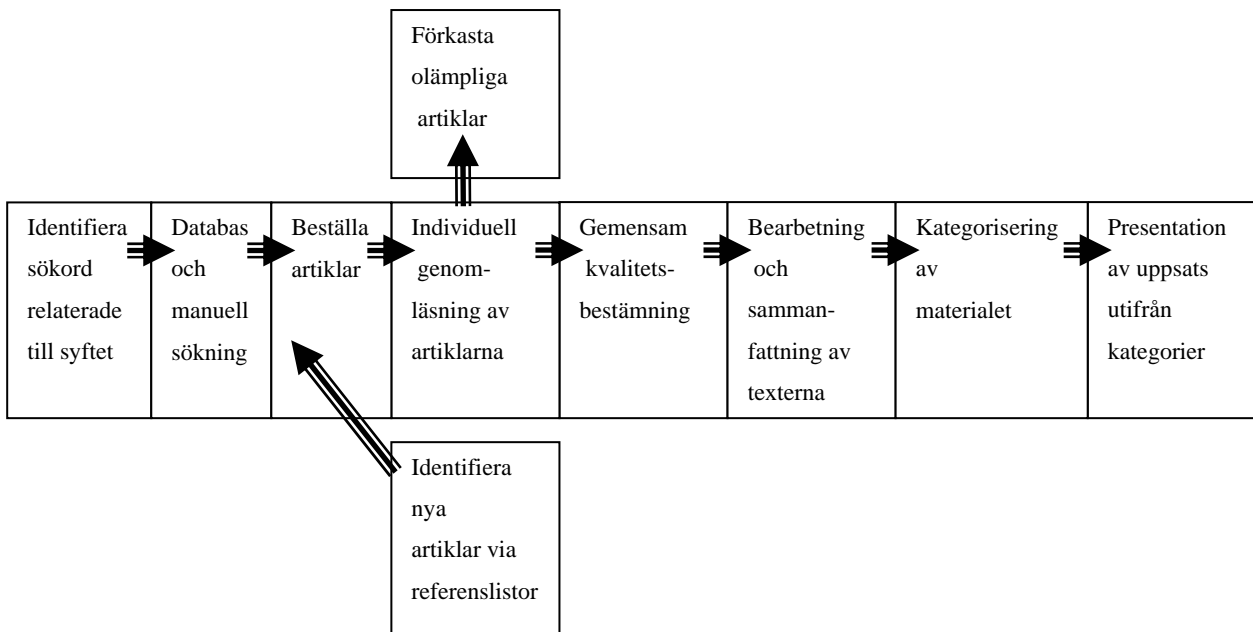 Förkasta
olämpliga
artiklar
Identifiera
sökord
relaterade
till syftet
Databas
och
manuell
sökning
Beställa
artiklar
Individuell
genom-
läsning av
artiklarna
Gemensam
kvalitets-
bestämning
Bearbetning
och
samman-
fattning av
texterna
Kategorisering
av
materialet
Presentation
av uppsats
utifrån
kategorier
Identifiera
nya
artiklar via
referenslistor